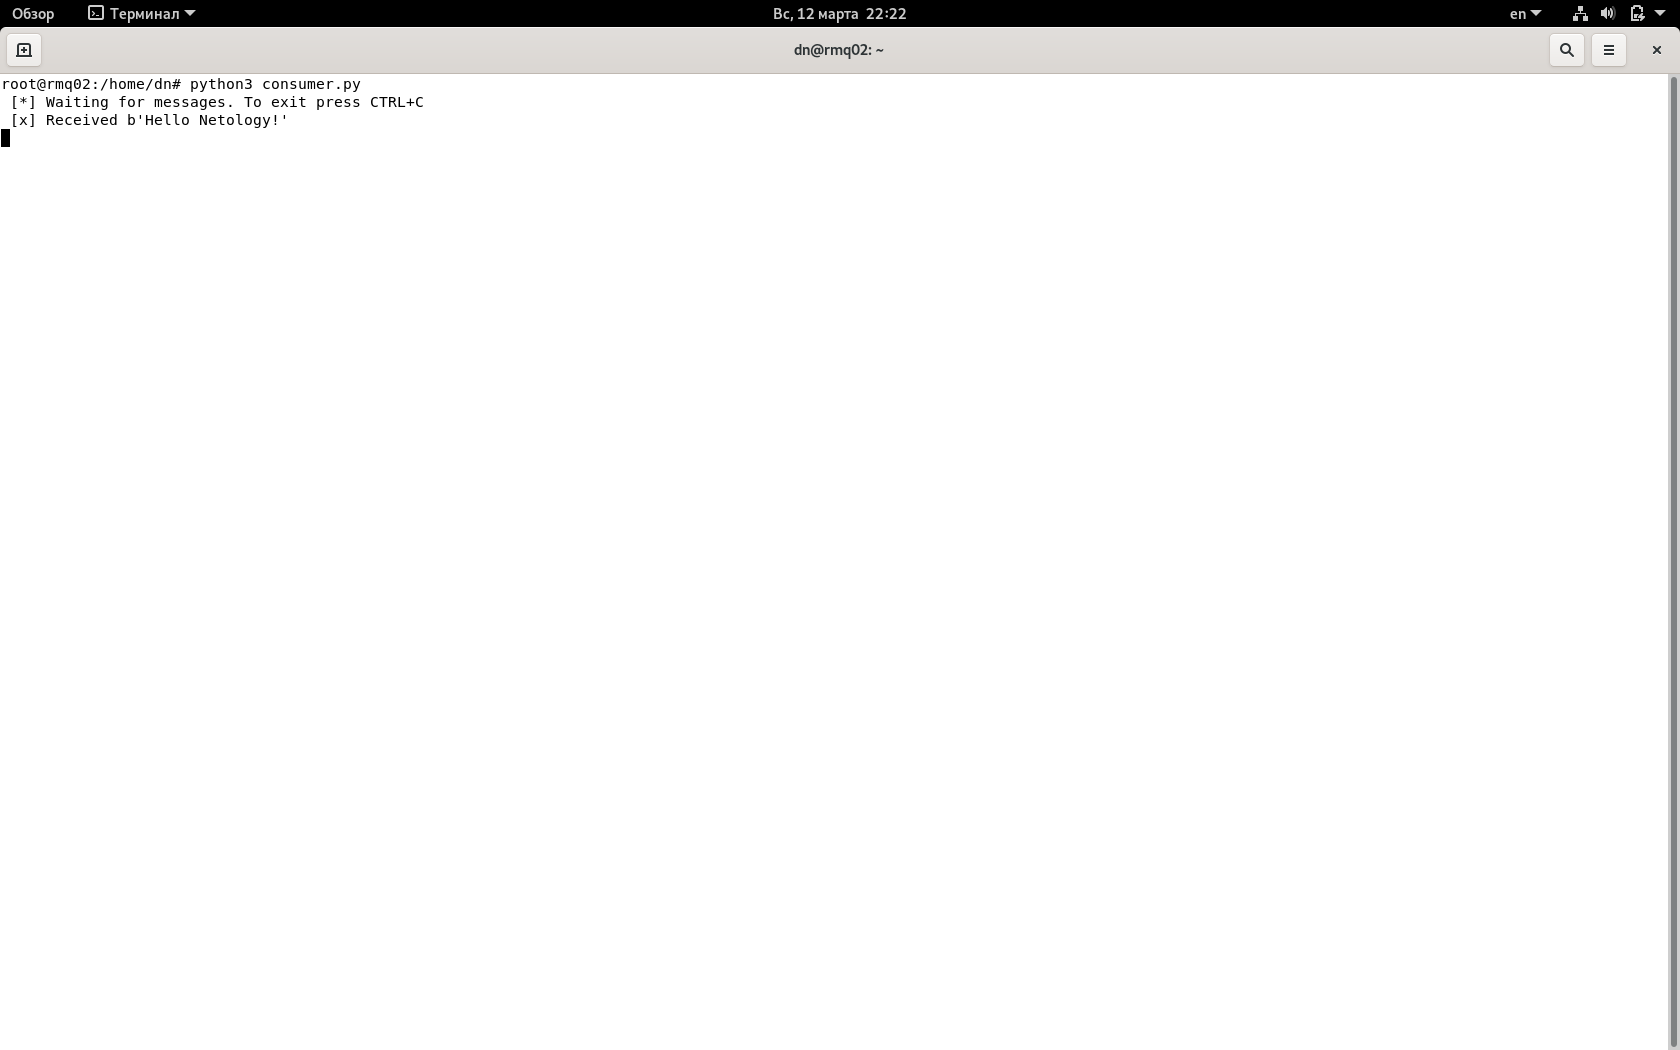 Обзор Терминал Вс, 12 марта 22:22 en
dn@rmq02: ~
root@rmq02:/home/dn# python3 consumer.py
 [*] Waiting for messages. To exit press CTRL+C
 [x] Received b'Hello Netology!'